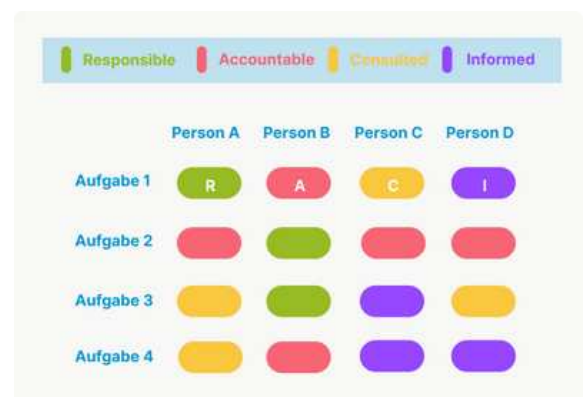 Responsible Accountable Consulted Informed
Person A Person B Person C Person D
Aufgabe 1 R A C I
Aufgabe 2
Aufgabe 3
Aufgabe 4